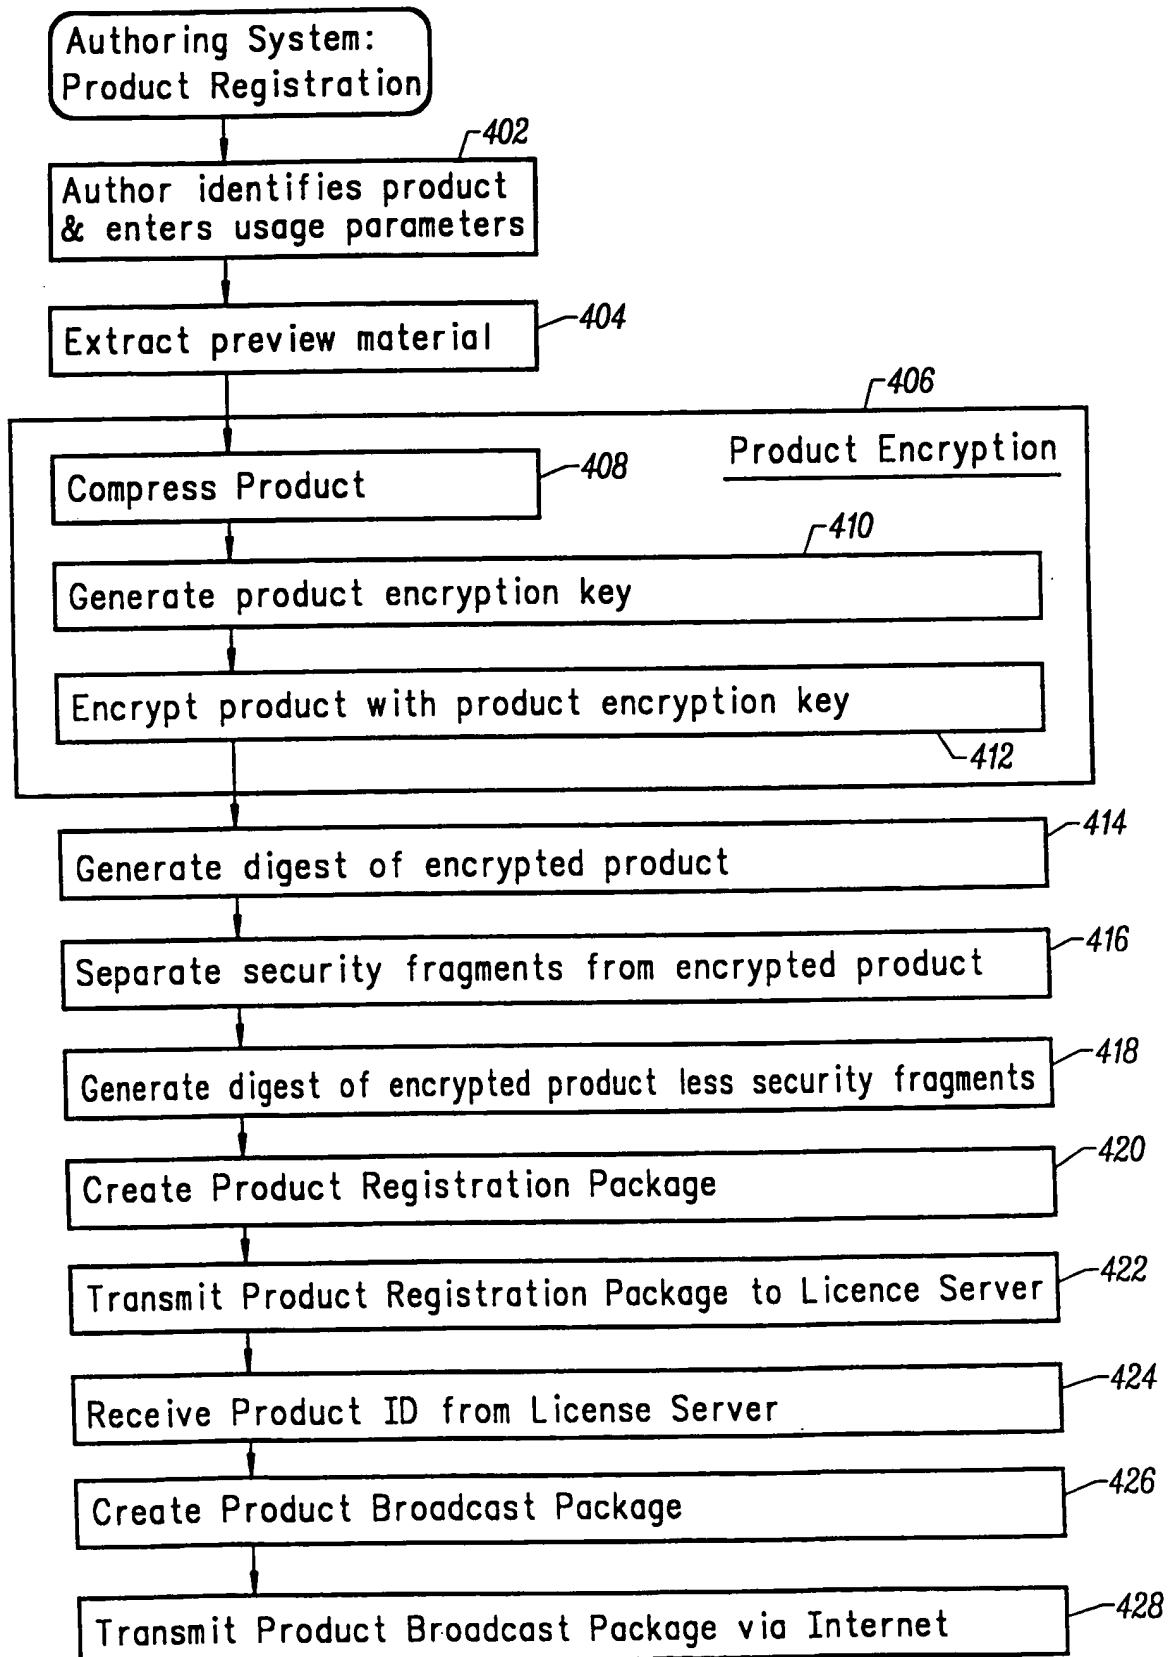 Authoring System:
Product Registration
402
Author identifies product
& enters usage parameters
404
Extract preview material
406
Product Encryption
408
Compress Product
410
Generate product encryption key
Encrypt product with product encryption key
412
414
Generate digest of encrypted product
416
Separate security fragments from encrypted product
418
Generate digest of encrypted product less security fragments
420
Create Product Registration Package
422
Transmit Product Registration Package to Licence Server
424
Receive Product ID from License Server
426
Create Product Broadcast Package
428
Transmit Product Broadcast Package via Internet